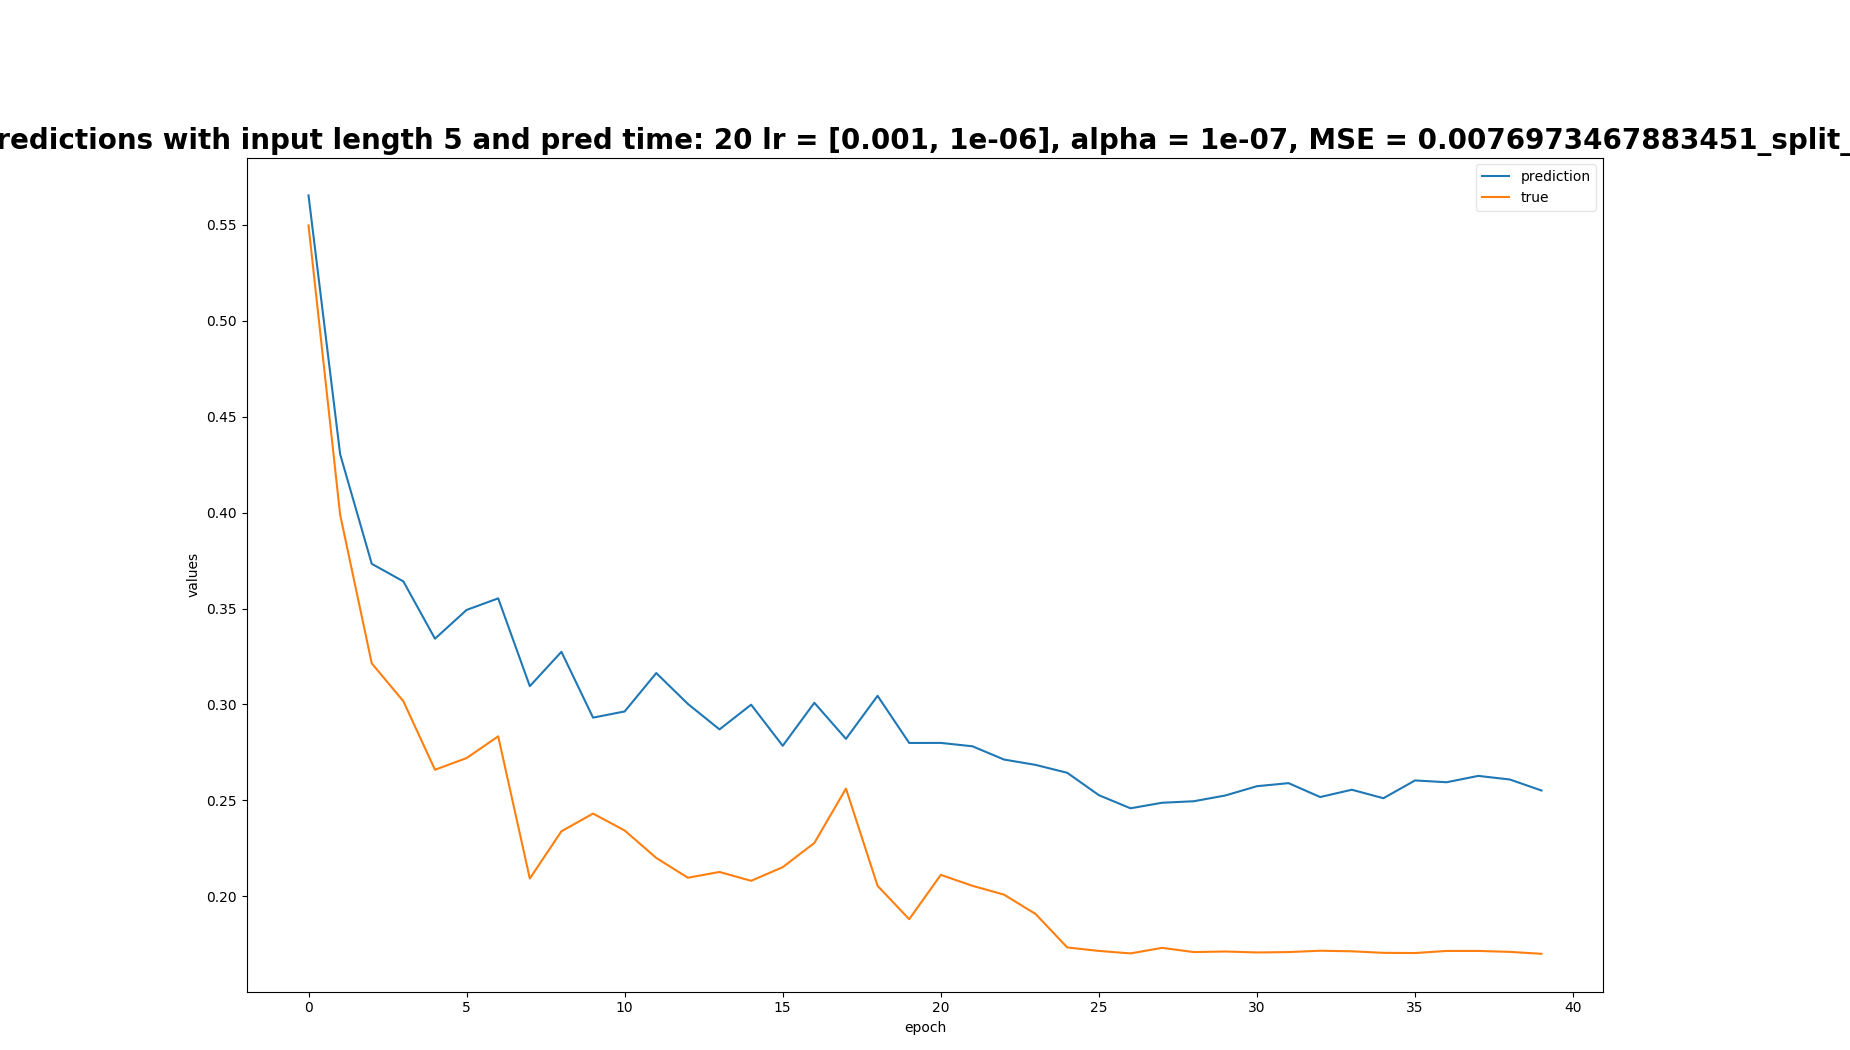 redictions with input length 5 and pred time: 20 lr = [0.001, 1e-06], alpha = 1e-07, MSE = 0.0076973467883451_split_
prediction
true
0.55
0.50
0.45
0.40
0.35
0.30
0.25
0.20
values
0 5 10 15 20 25 30 35 40
epoch